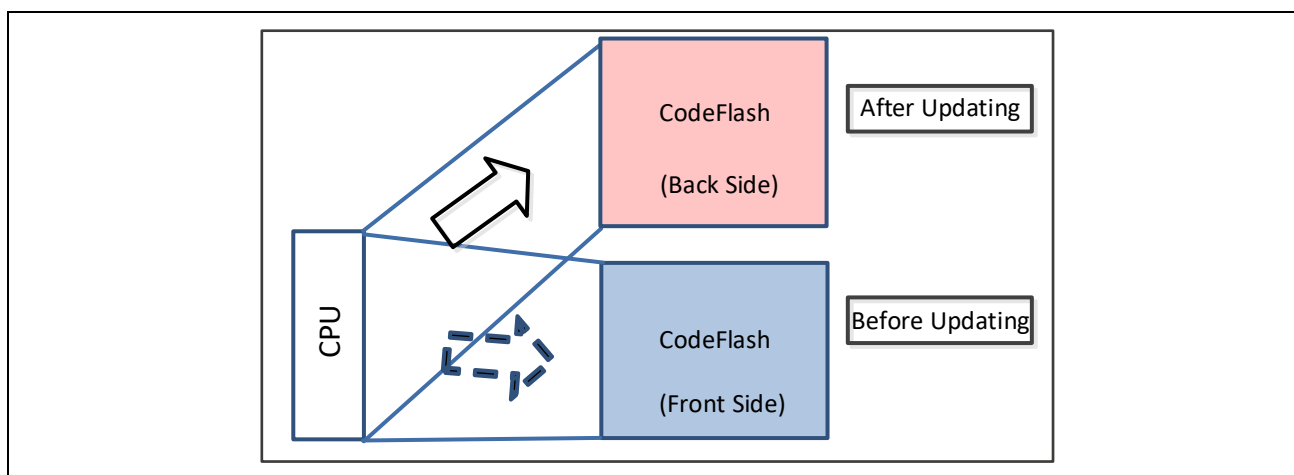 CodeFlash
(Back Side)
After Updating
CPU
CodeFlash
(Front Side)
Before Updating